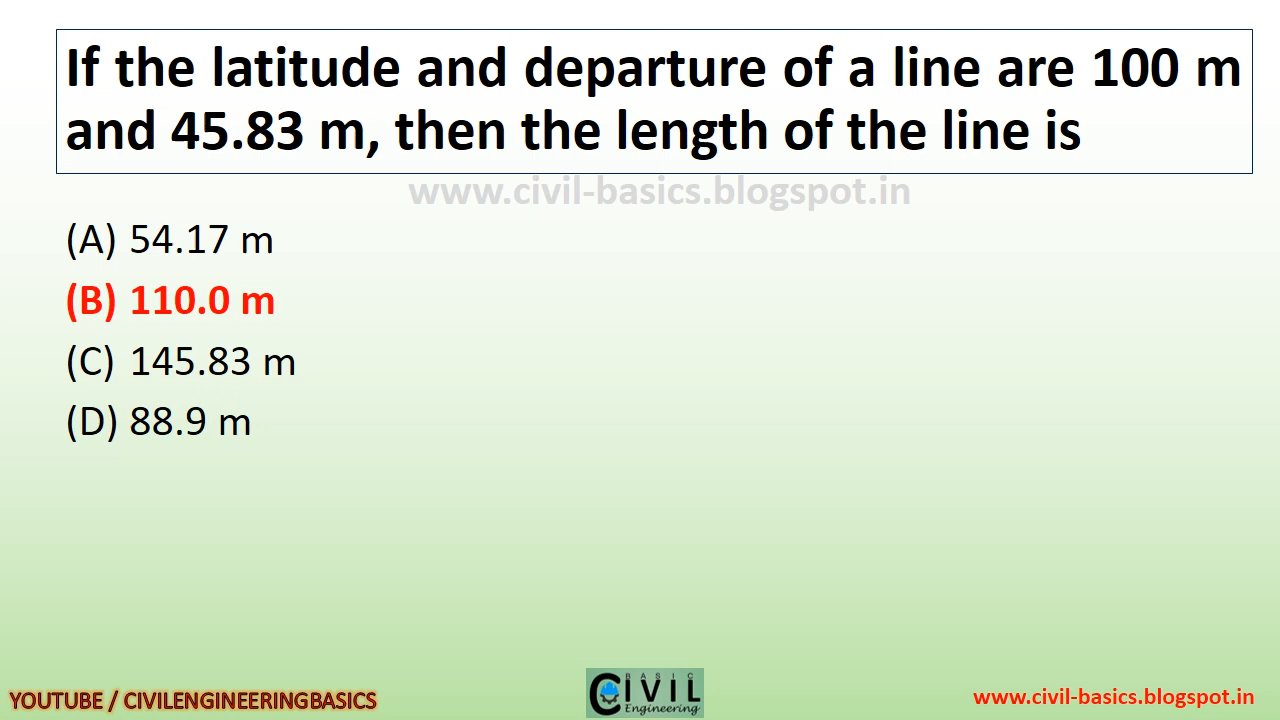 If the latitude and departure of a line are 100 m
and 45.83 m, then the length of the line is
www.civil-basics.blogspot.in
(A) 54.17 m
(B) 110.0 m
(C) 145.83 m
(D) 88.9 m
YOUTUBE / CIVILENGINEERINGBASICS
BASIC
CIVIL
Engineering
www.civil-basics.blogspot.in